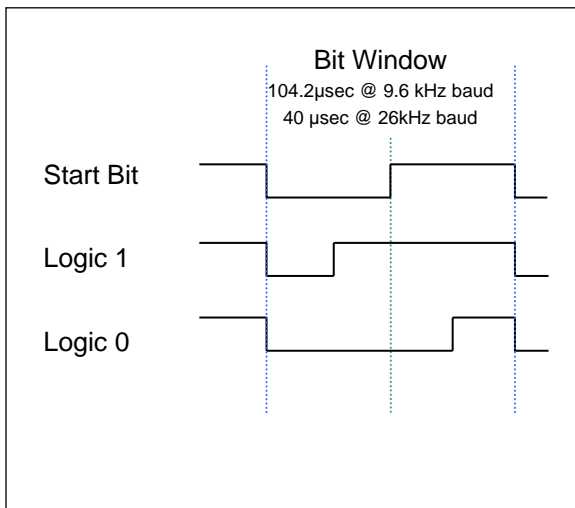 Bit Window
104.2µsec @ 9.6 kHz baud
40 µsec @ 26kHz baud
Start Bit
Logic 1
Logic 0